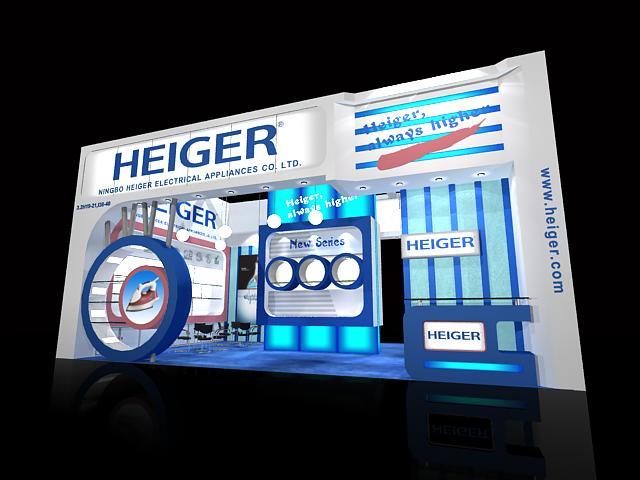 HEIGER®
NINGBO HEIGER ELECTRICAL APPLIANCES CO. LTD.
Heiger,
always higher
www.heiger.com
HEIGER
Heiger,
always higher
New Series
HEIGER
HEIGER